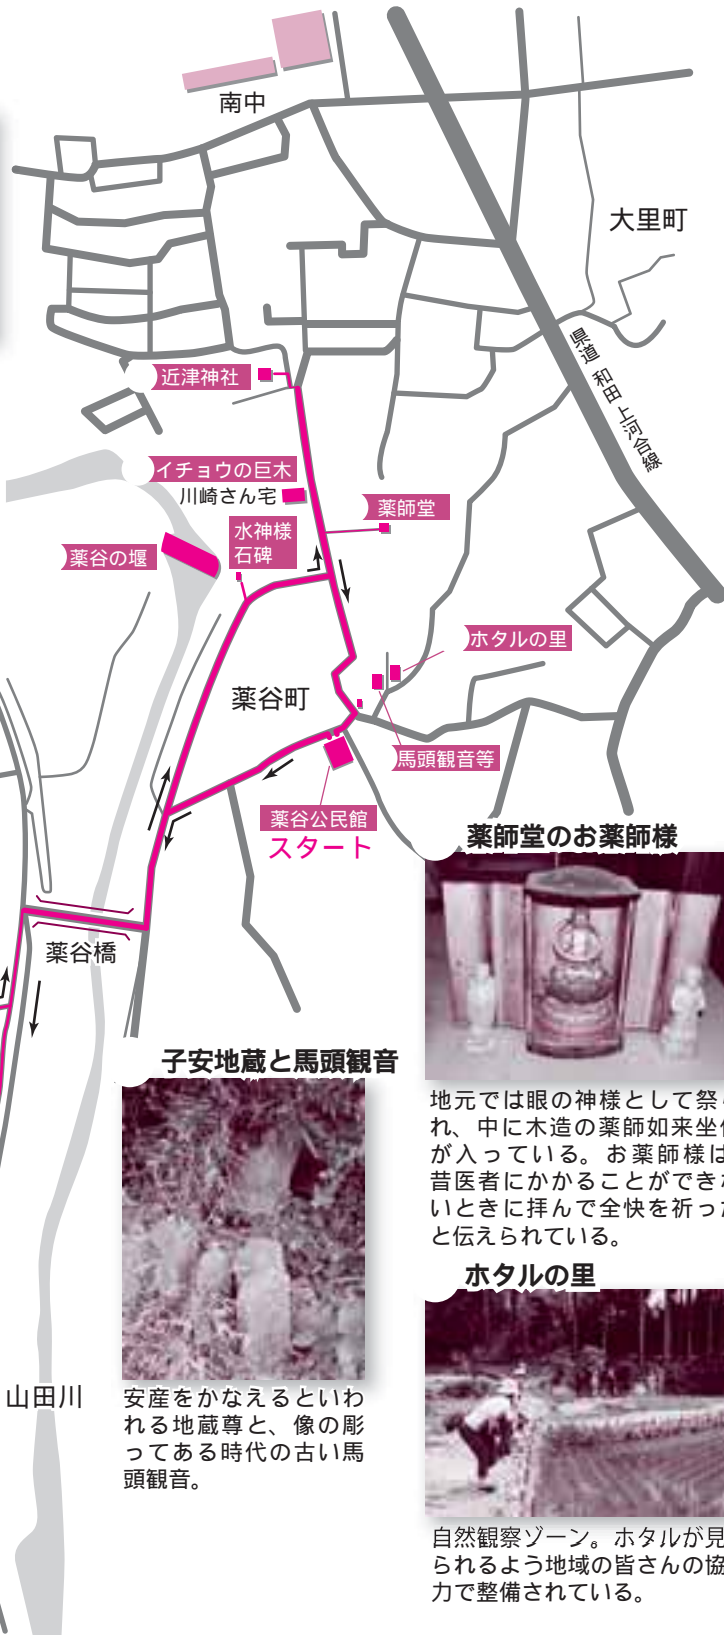 南中
大里町
県道 和田 上河合線
近津神社
イチョウの巨木
川崎さん宅
薬師堂
水神様
石碑
薬谷の堰
ホタルの里
薬谷町
馬頭観音等
薬谷公民館
スタート
薬師堂のお薬師様
薬谷橋
地元では眼の神様として祭
れ、中に木造の薬師如来坐
が入っている。お薬師様は
昔医者にかかることができ
いときに拝んで全快を祈った
と伝えられている。
子安地蔵と馬頭観音
安産をかなえるといわ
れる地蔵尊と、像の彫
ってある時代の古い馬
頭観音。
ホタルの里
自然観察ゾーン。ホタルが見
られるよう地域の皆さんの協
力で整備されている。
山田川